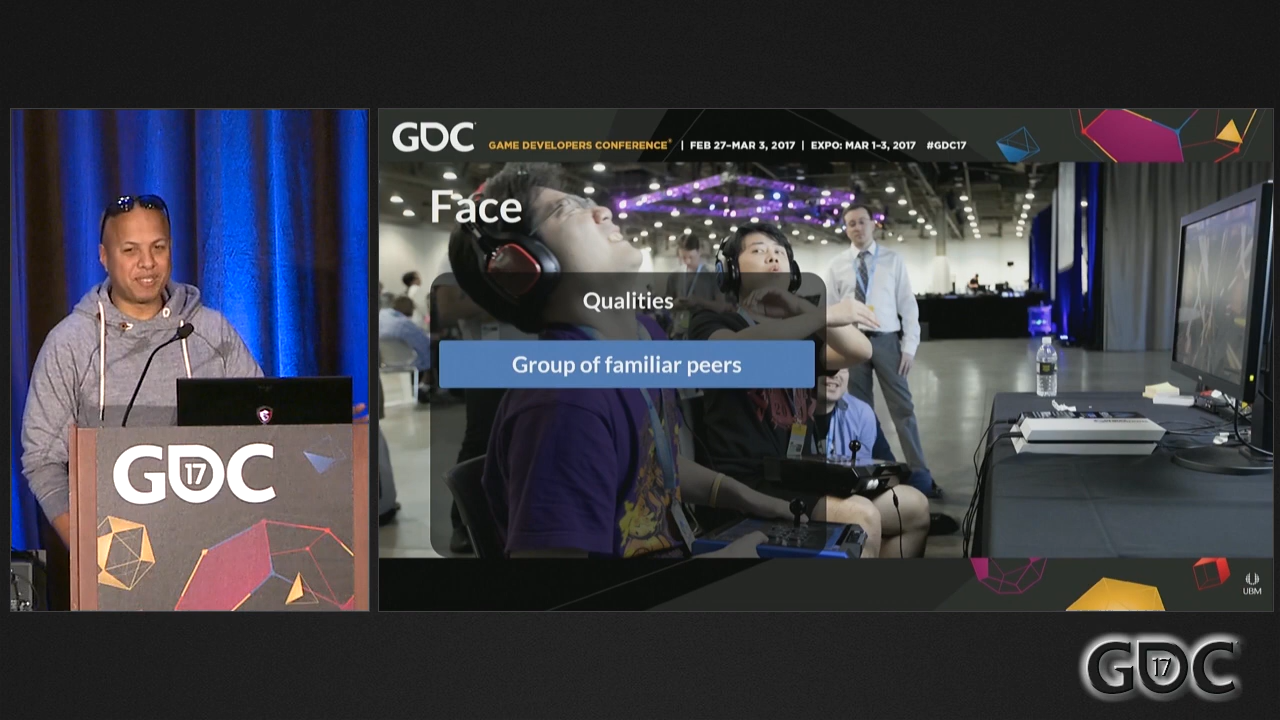 GDC GAME DEVELOPERS CONFERENCE® | FEB 27–MAR 3, 2017 | EXPO: MAR 1–3, 2017 #GDC17
Face
Qualities
Group of familiar peers
GDC
17
UBM
GDC
17